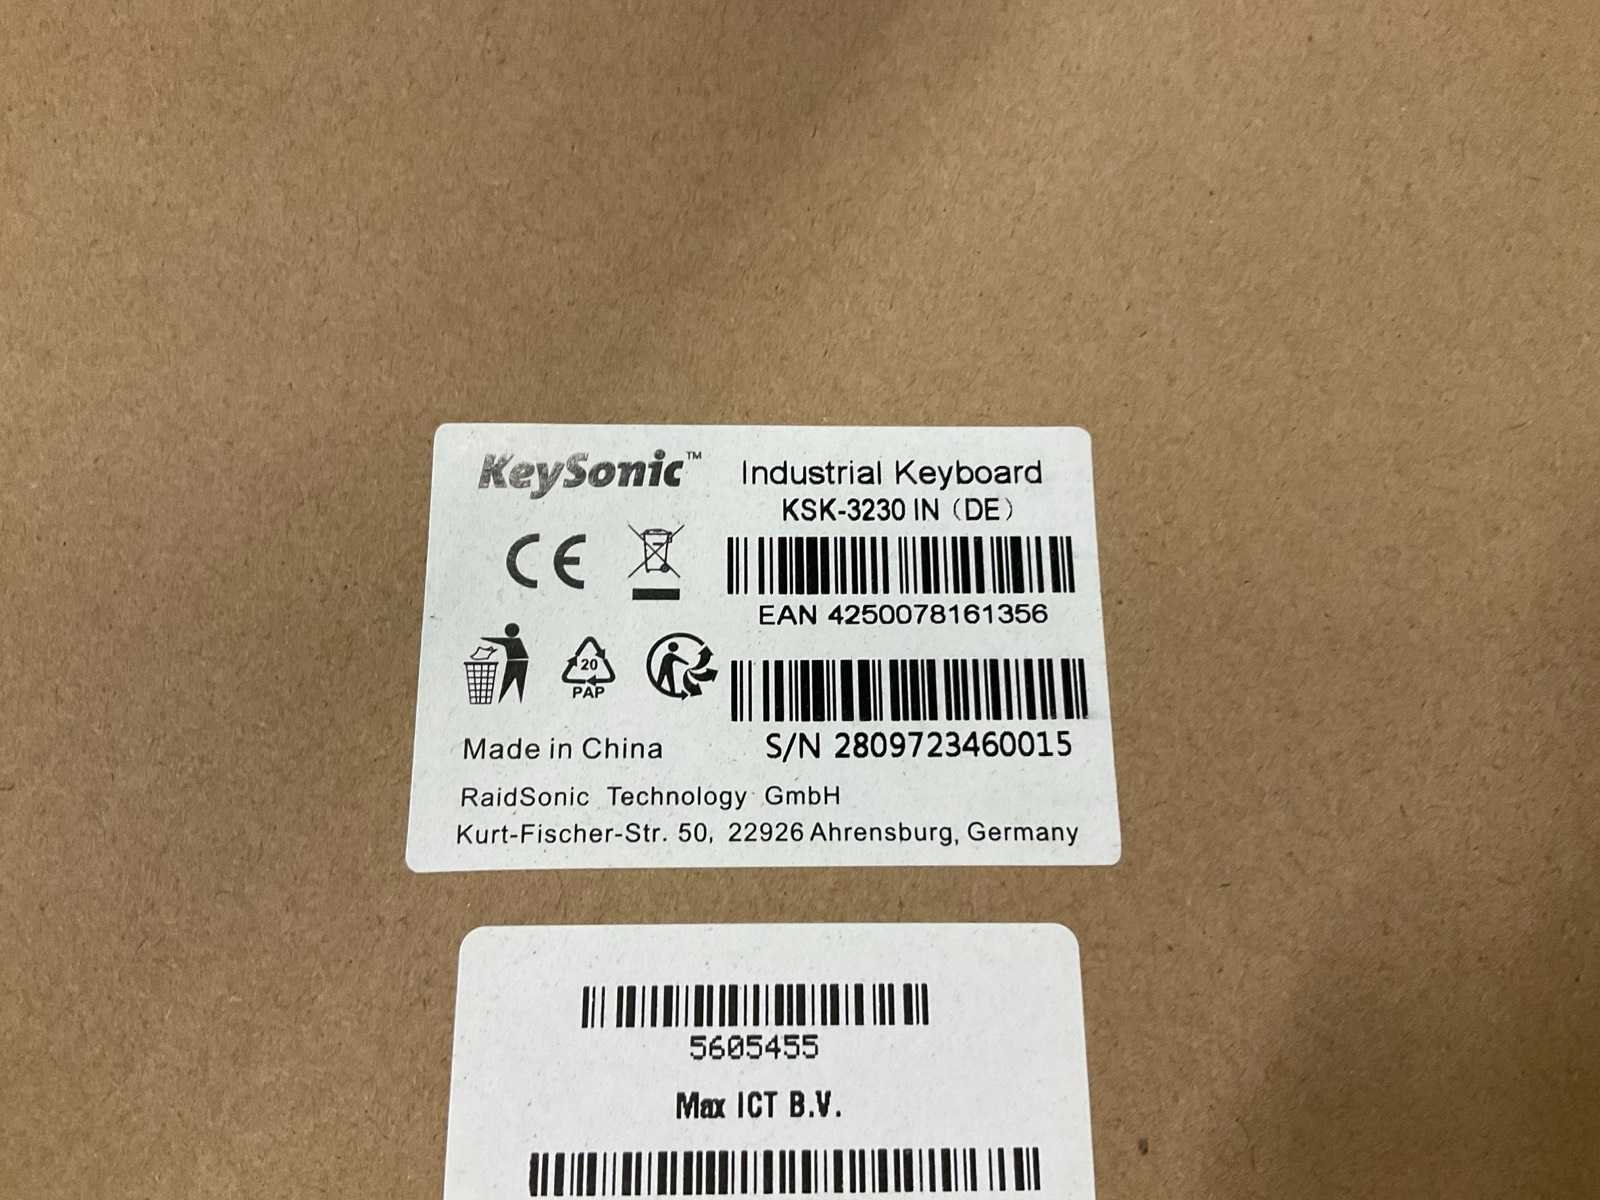 KeySonic™
Industrial Keyboard
KSK-3230 IN (DE)
CE
EAN 4250078161356
20
PAP
S/N 2809723460015
Made in China
RaidSonic Technology GmbH
Kurt-Fischer-Str. 50, 22926 Ahrensburg, Germany
5605455
Max ICT B.V.